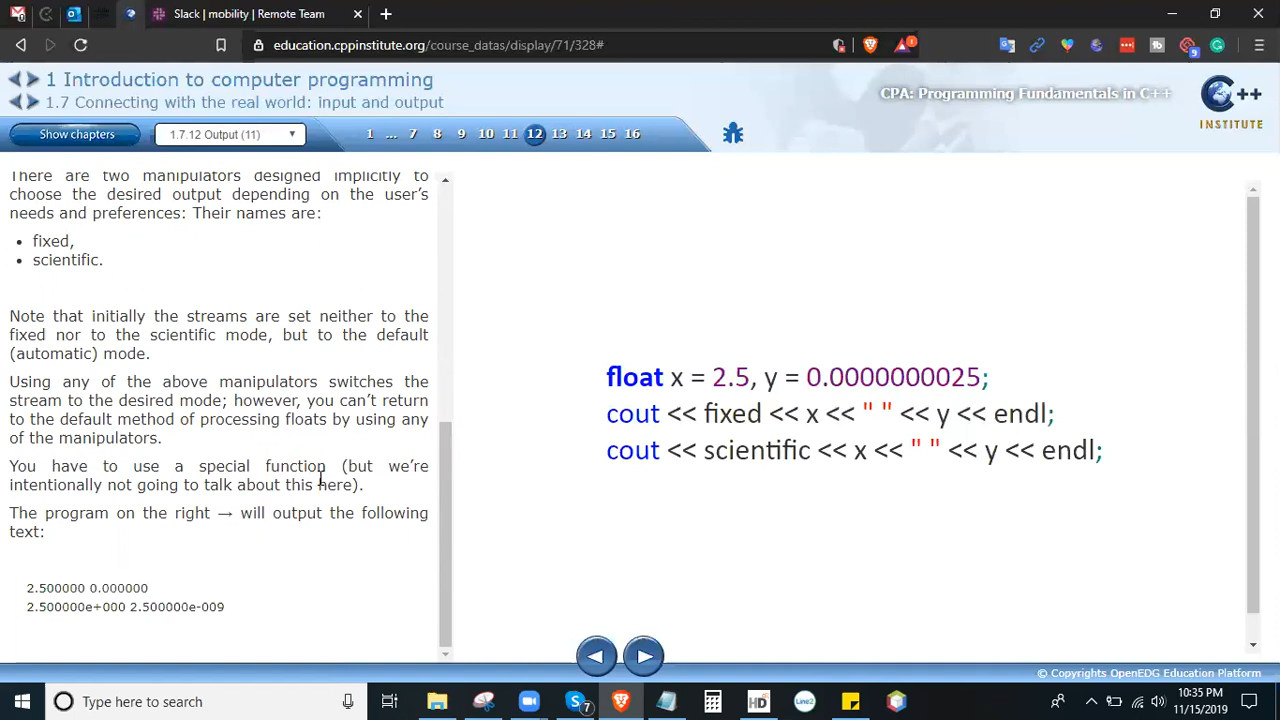 Slack | mobility | Remote Team
education.cppinstitute.org/course_datas/display/71/328#
1 Introduction to computer programming
1.7 Connecting with the real world: input and output
CPA: Programming Fundamentals in C++
C++
INSTITUTE
Show chapters
1.7.12 Output (11)
1 ... 7 8 9 10 11 12 13 14 15 16
There are two manipulators designed implicitly to
choose the desired output depending on the user's
needs and preferences: Their names are:
• fixed,
• scientific.
Note that initially the streams are set neither to the
fixed nor to the scientific mode, but to the default
(automatic) mode.
Using any of the above manipulators switches the
stream to the desired mode; however, you can't return
to the default method of processing floats by using any
of the manipulators.
You have to use a special function (but we're
intentionally not going to talk about this here).
The program on the right → will output the following
text:
2.500000 0.000000
2.500000e+000 2.500000e-009
float x = 2.5, y = 0.0000000025;
cout << fixed << x << " " << y << endl;
cout << scientific << x << " " << y << endl;
© Copyrights OpenEDG Education Platform
Type here to search
7
HD
Line2
10:35 PM
11/15/2019